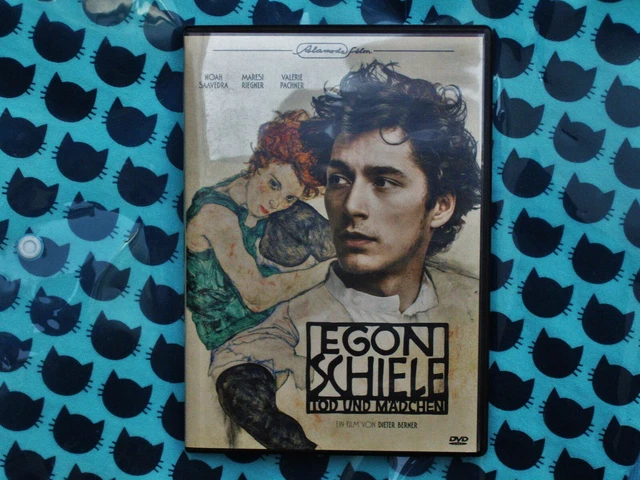 Alamode Film
NOAH MARESI VALERIE
SAAVEDRA RIEGNER PACHNER
EGON
SCHIELE
TOD UND MÄDCHEN
EIN FILM VON DIETER BERNER
DVD